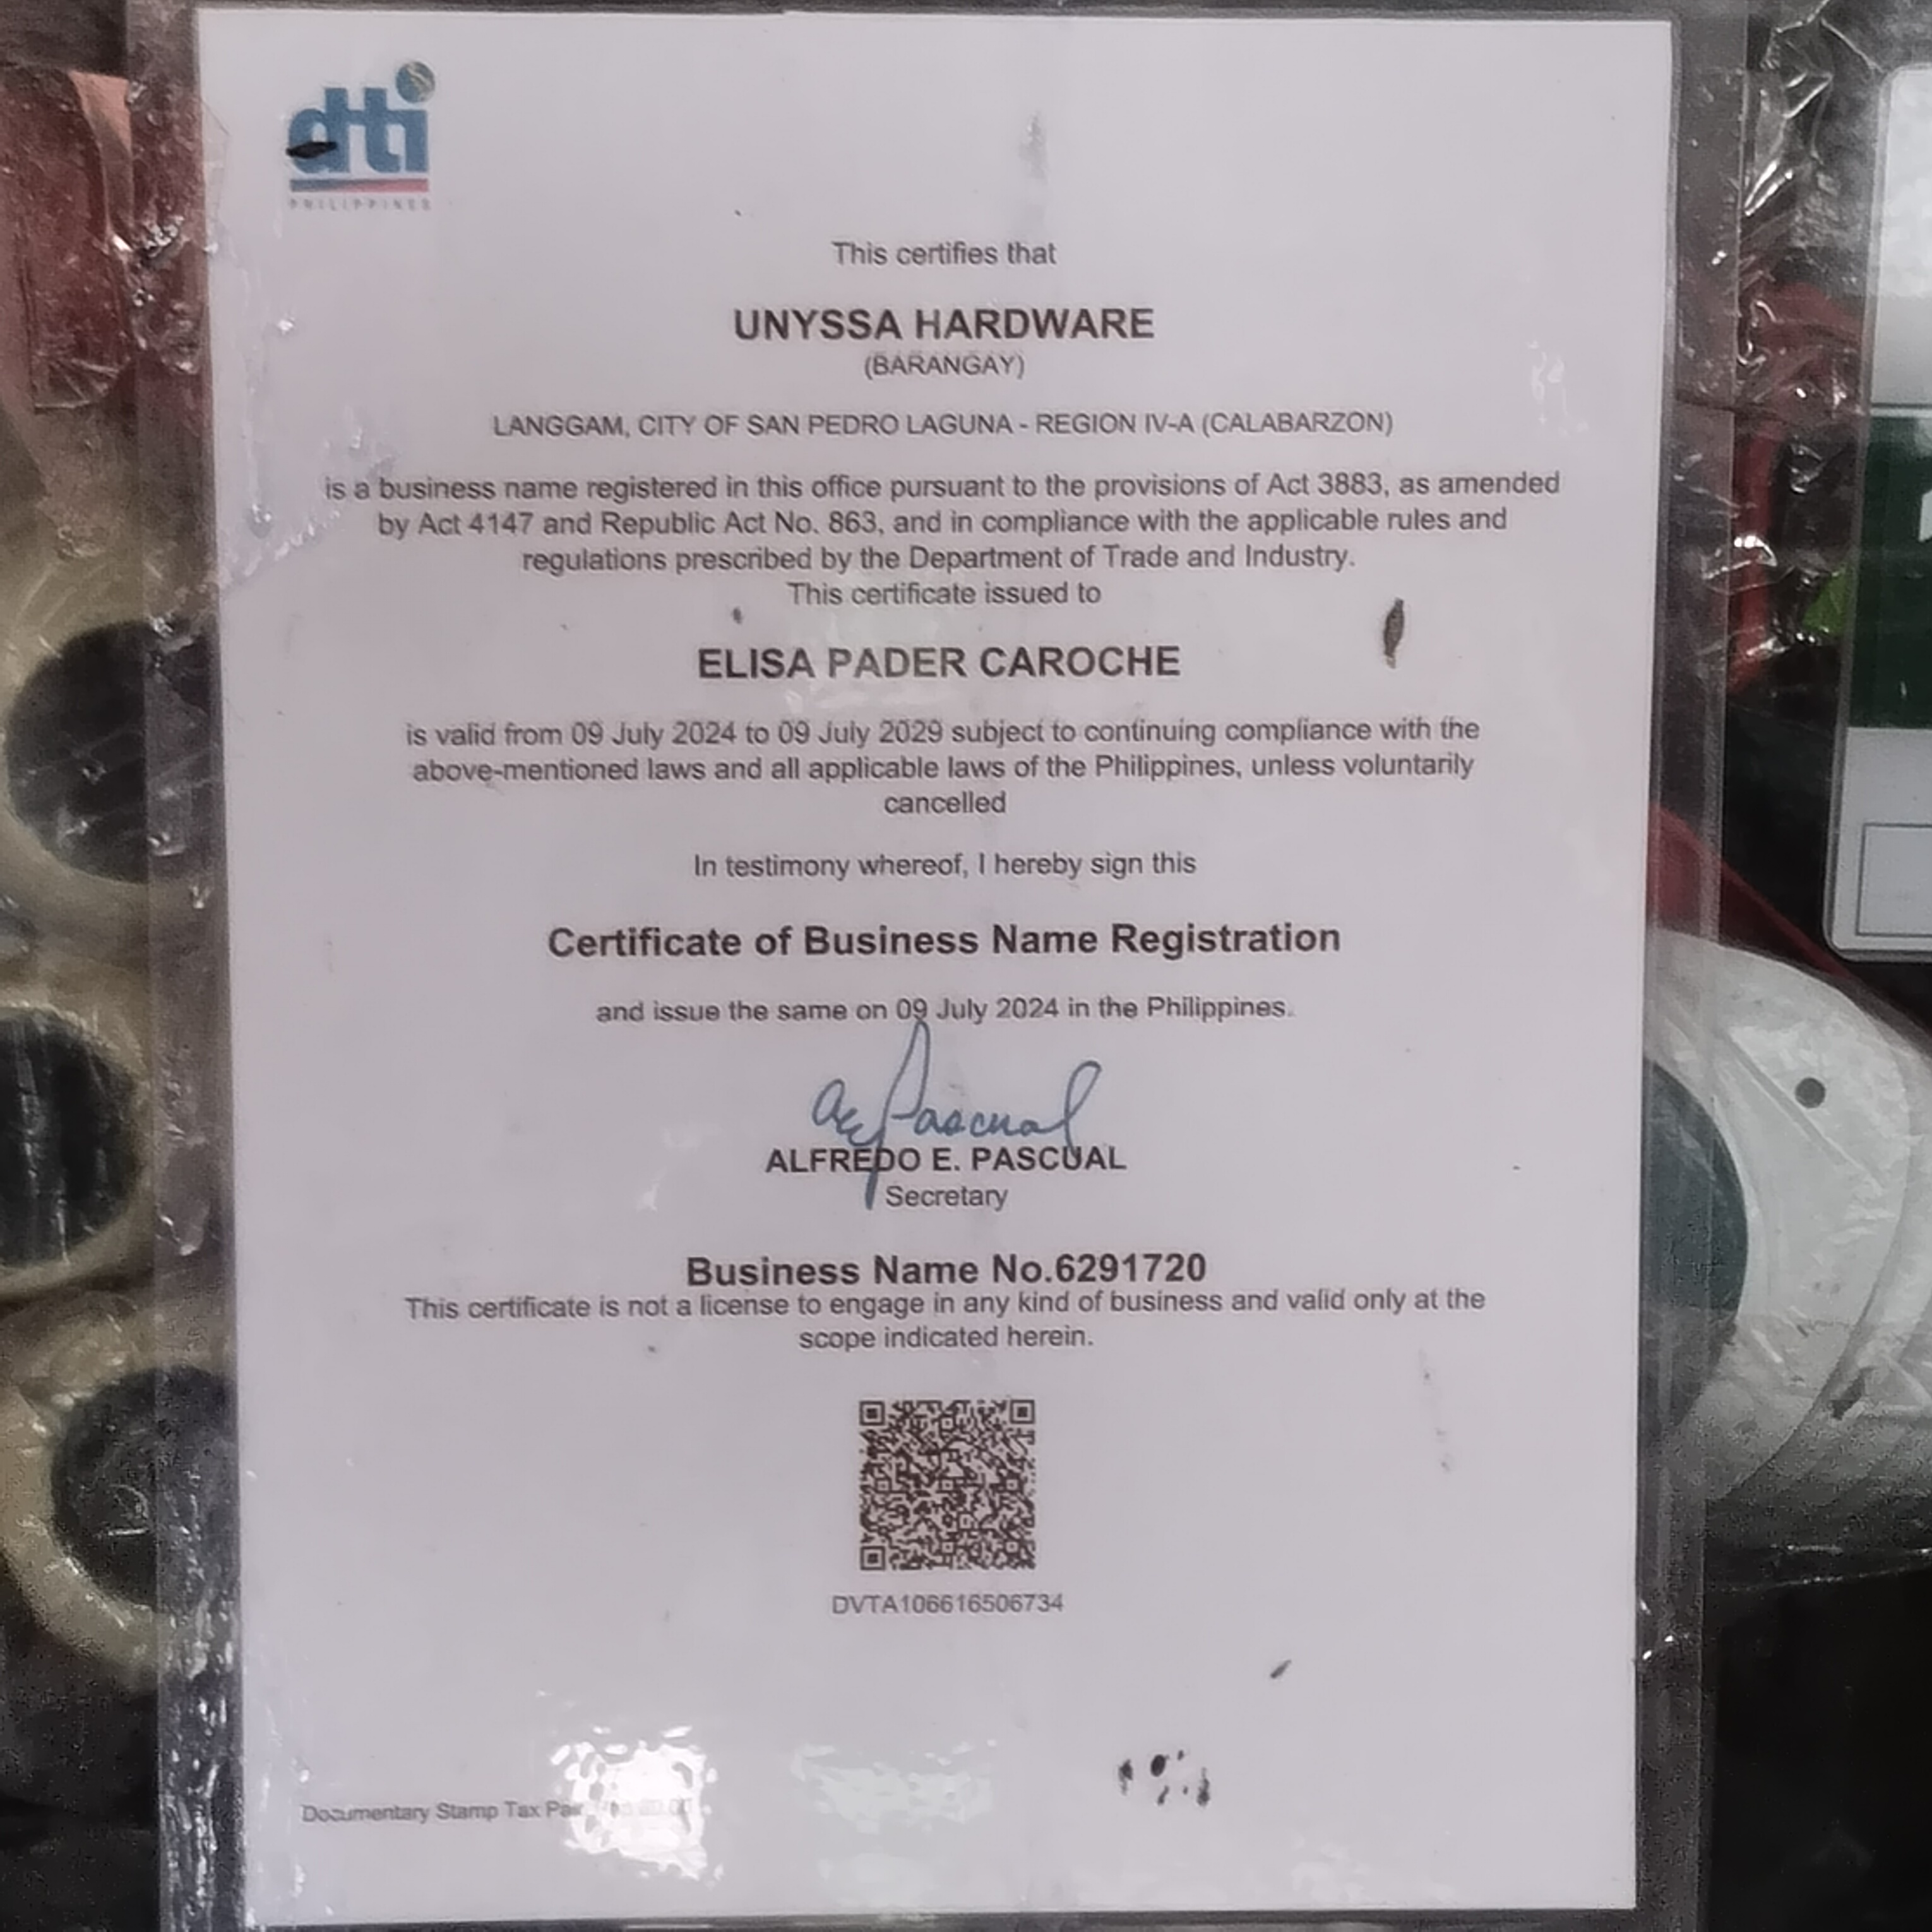 dti
PHILIPPINES
This certifies that
UNYSSA HARDWARE
(BARANGAY)
LANGGAM, CITY OF SAN PEDRO LAGUNA - REGION IV-A (CALABARZON)
is a business name registered in this office pursuant to the provisions of Act 3883, as amended
by Act 4147 and Republic Act No. 863, and in compliance with the applicable rules and
regulations prescribed by the Department of Trade and Industry.
This certificate issued to
ELISA PADER CAROCHE
is valid from 09 July 2024 to 09 July 2029 subject to continuing compliance with the
above-mentioned laws and all applicable laws of the Philippines, unless voluntarily
cancelled
In testimony whereof, I hereby sign this
Certificate of Business Name Registration
and issue the same on 09 July 2024 in the Philippines.
ALFREDO E. PASCUAL
Secretary
Business Name No.6291720
This certificate is not a license to engage in any kind of business and valid only at the
scope indicated herein.
DVTA106616506734
Documentary Stamp Tax